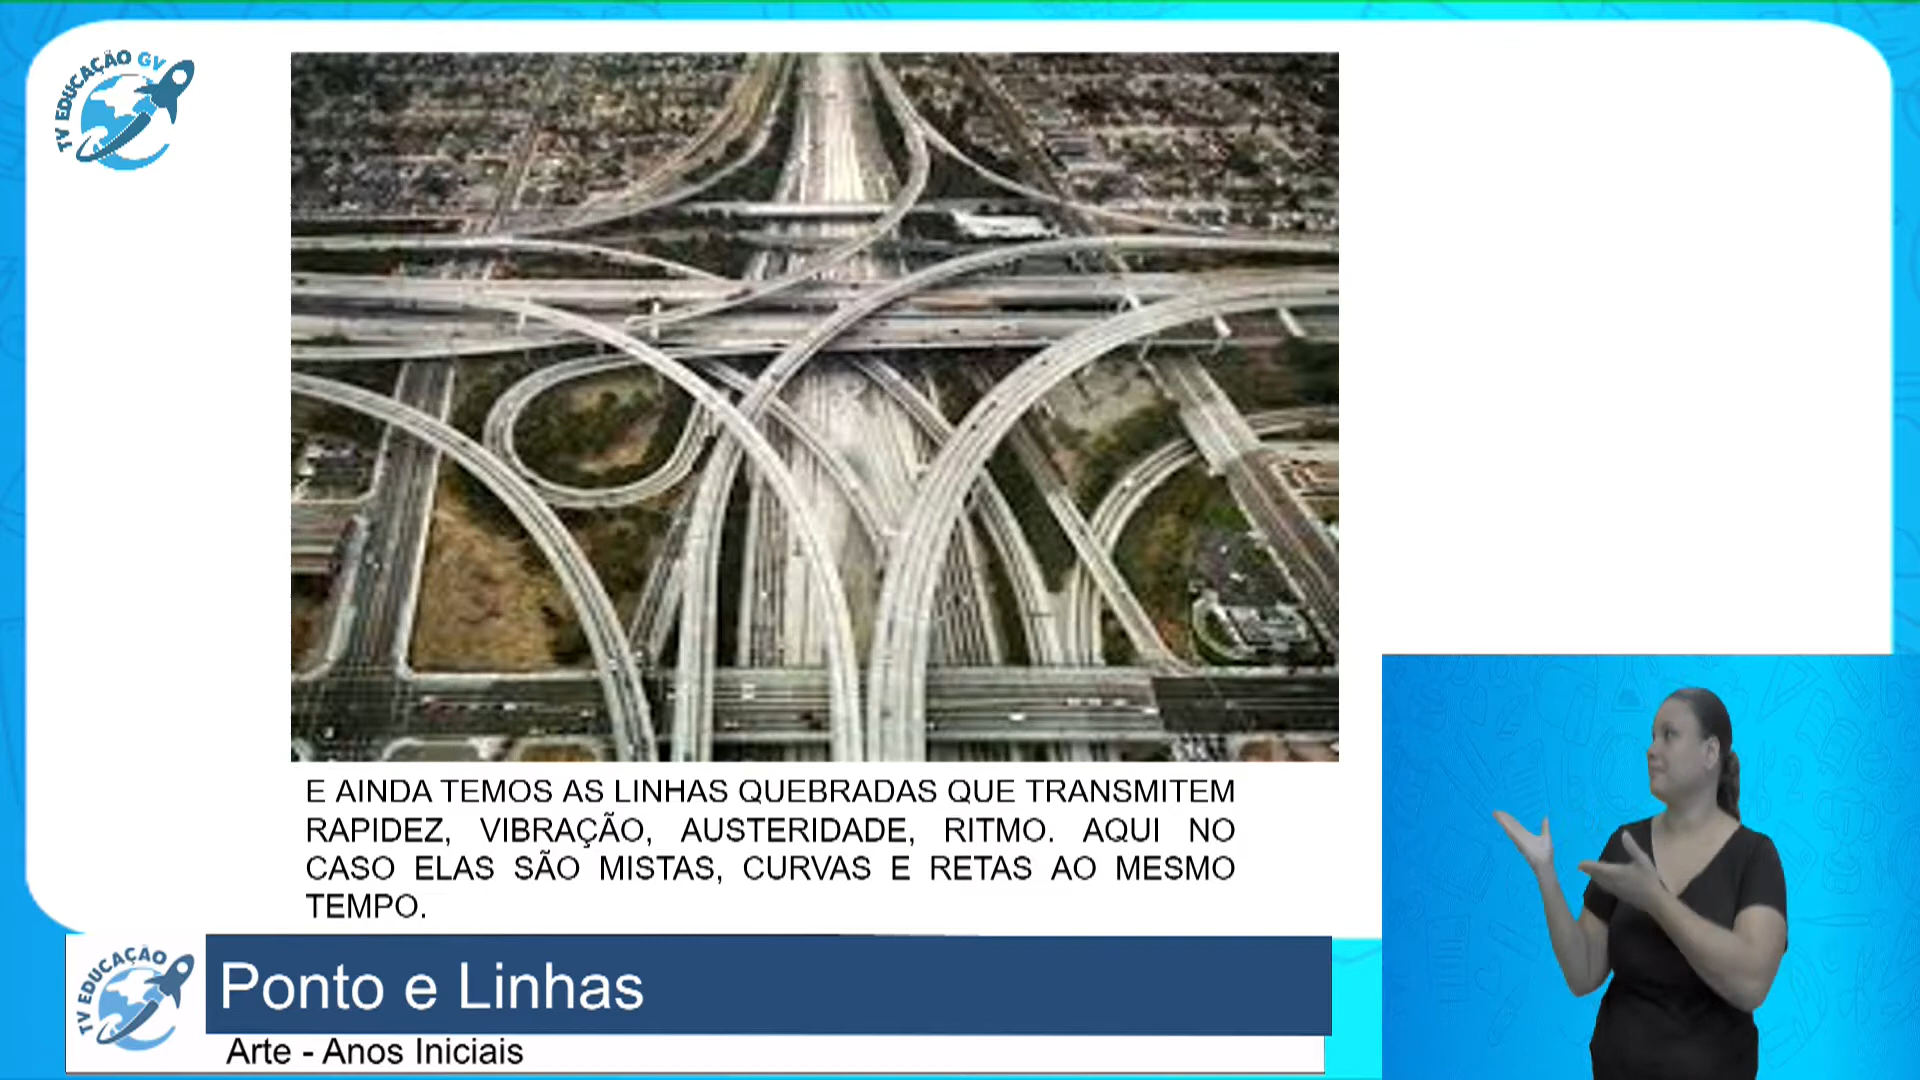 TV EDUCAÇÃO GV
E AINDA TEMOS AS LINHAS QUEBRADAS QUE TRANSMITEM
RAPIDEZ, VIBRAÇÃO, AUSTERIDADE, RITMO. AQUI NO
CASO ELAS SÃO MISTAS, CURVAS E RETAS AO MESMO
TEMPO.
TV EDUCAÇÃO
Ponto e Linhas
Arte - Anos Iniciais